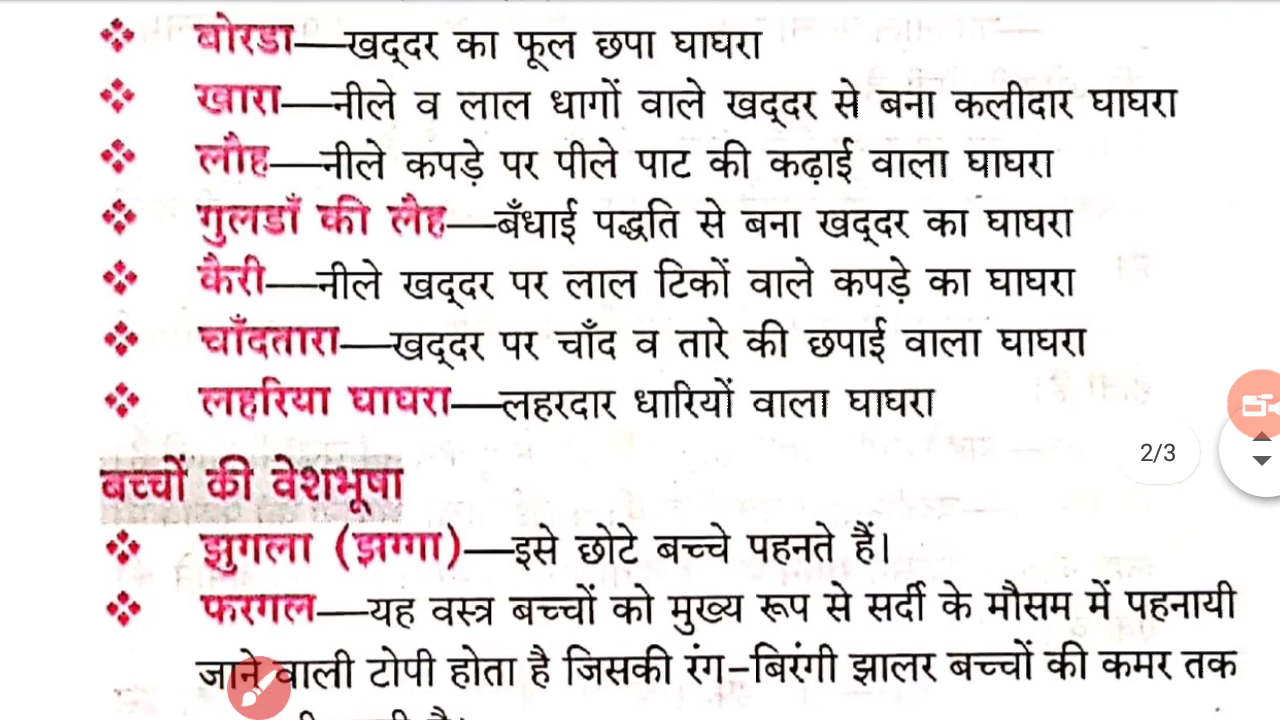 ❖ बोरडा—खद्‌दर का फूल छपा घाघरा
❖ खारा—नीले व लाल धागों वाले खद्‌दर से बना कलीदार घाघरा
❖ लौह—नीले कपड़े पर पीले पाट की कढ़ाई वाला घाघरा
❖ गुलडाँ की लैह—बँधाई पद्धति से बना खद्‌दर का घाघरा
❖ कैरी—नीले खद्‌दर पर लाल टिकों वाले कपड़े का घाघरा
❖ चाँदतारा—खद्‌दर पर चाँद व तारे की छपाई वाला घाघरा
❖ लहरिया घाघरा—लहरदार धारियों वाला घाघरा
2/3
बच्चों की वेशभूषा
❖ झुगला (झग्गा)—इसे छोटे बच्चे पहनते हैं।
❖ फरगल—यह वस्त्र बच्चों को मुख्य रूप से सर्दी के मौसम में पहनायी
जाने वाली टोपी होता है जिसकी रंग-बिरंगी झालर बच्चों की कमर तक